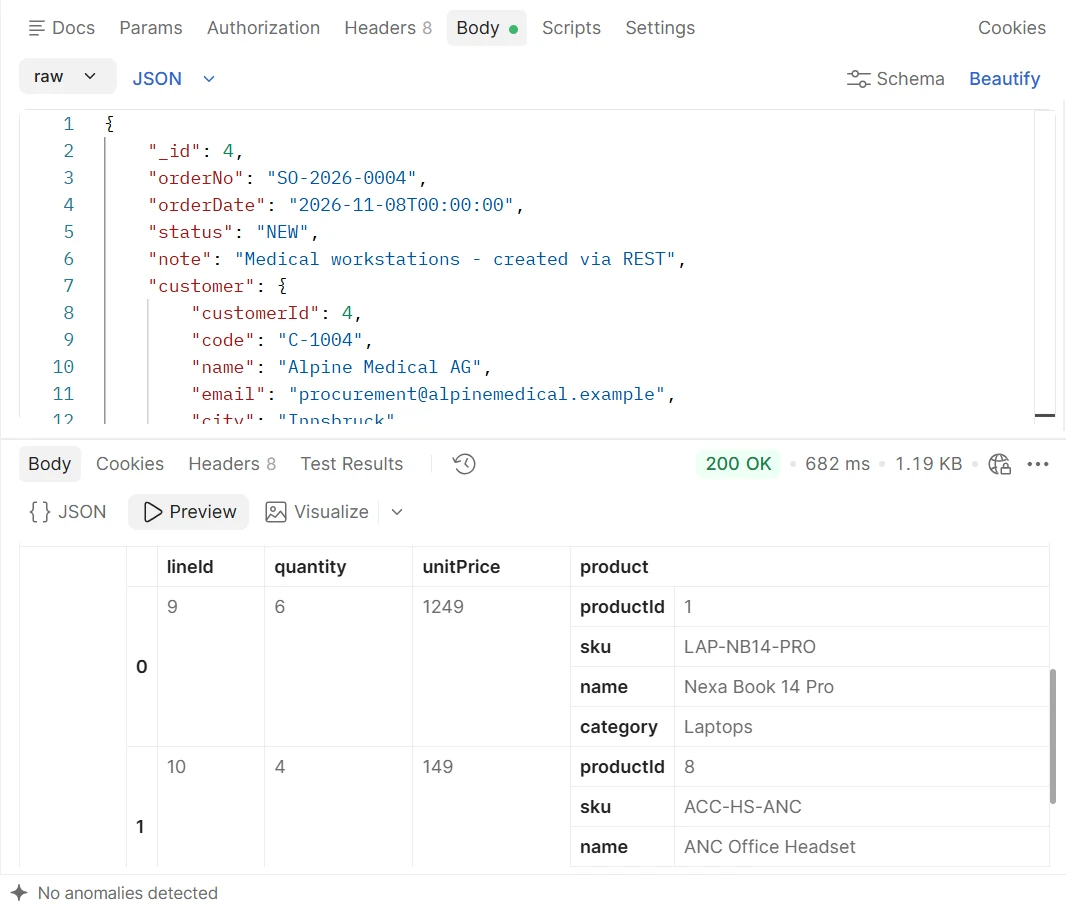 Docs Params Authorization Headers 8 Body Scripts Settings Cookies
raw JSON Schema Beautify
1 {
2 "_id": 4,
3 "orderNo": "SO-2026-0004",
4 "orderDate": "2026-11-08T00:00:00",
5 "status": "NEW",
6 "note": "Medical workstations - created via REST",
7 "customer": {
8 "customerId": 4,
9 "code": "C-1004",
10 "name": "Alpine Medical AG",
11 "email": "procurement@alpinemedical.example",
12 "city": "Innsbruck"
Body Cookies Headers 8 Test Results 200 OK 682 ms 1.19 KB
{} JSON Preview Visualize
lineId quantity unitPrice product
0 9 6 1249 productId 1
sku LAP-NB14-PRO
name Nexa Book 14 Pro
category Laptops
1 10 4 149 productId 8
sku ACC-HS-ANC
name ANC Office Headset
No anomalies detected